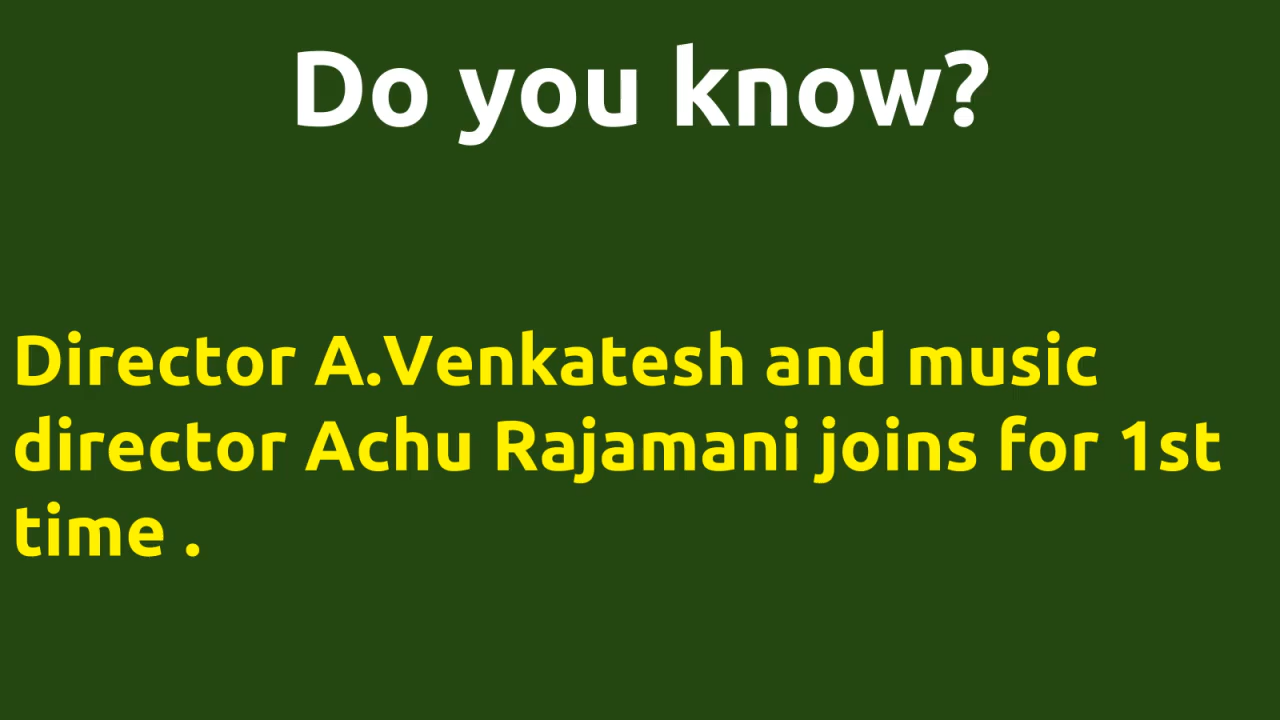 Do you know?
Director A.Venkatesh and music
director Achu Rajamani joins for 1st
time .